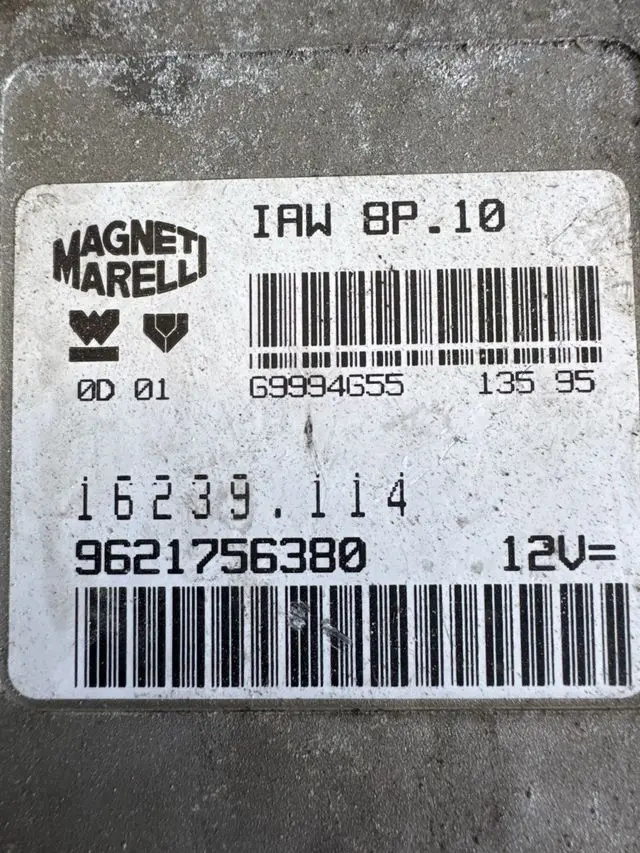 MAGNETI
MARELLI
IAW 8P.10
0D 01
G9994G55 135 95
16239.114
9621756380 12V=